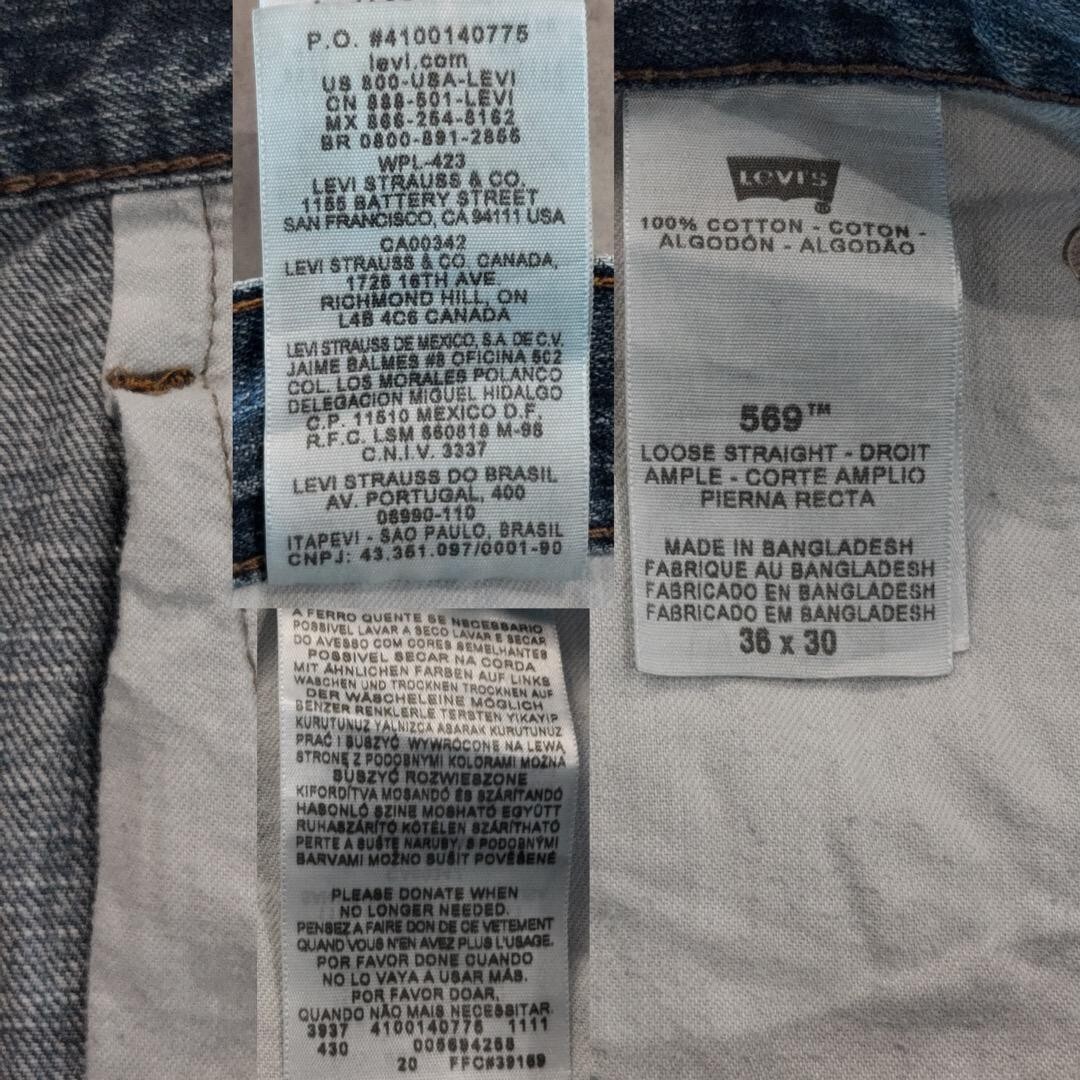 P.O. #4100140775
levi.com
US 800-USA-LEVI
CN 888-501-LEVI
MX 866-254-8162
BR 0800-891-2855
WPL-423
LEVI STRAUSS & CO.
1155 BATTERY STREET
SAN FRANCISCO, CA 94111 USA
CA00342
LEVI STRAUSS & CO. CANADA,
1725 16TH AVE.
RICHMOND HILL, ON
L4B 4C6 CANADA
LEVI STRAUSS DE MEXICO, S.A. DE C.V.
JAIME BALMES #8 OFICINA 502
COL. LOS MORALES POLANCO
DELEGACION MIGUEL HIDALGO
C.P. 11510 MEXICO D.F.
R.F.C. LSM 650818 M-98
C.N.I.V. 3337
LEVI STRAUSS DO BRASIL
AV. PORTUGAL, 400
06690-110
ITAPEVI - SAO PAULO, BRASIL
CNPJ: 43.351.097/0001-90
LEVI'S
®
100% COTTON - COTON -
ALGODÓN - ALGODÃO
569™
LOOSE STRAIGHT - DROIT
AMPLE - CORTE AMPLIO
PIERNA RECTA
MADE IN BANGLADESH
FABRIQUE AU BANGLADESH
FABRICADO EN BANGLADESH
FABRICADO EM BANGLADESH
36 x 30
A FERRO QUENTE SE NECESSARIO
POSSIVEL LAVAR A SECO LAVAR E SECAR
DO AVESSO COM CORES SEMELHANTES
POSSIVEL SECAR NA CORDA
MIT ÄHNLICHEN FARBEN AUF LINKS
WASCHEN UND TROCKNEN TROCKNEN AUF
DER WÄSCHELEINE MÖGLICH
BENZER RENKLERLE TERSTEN YIKAYIP
KURUTUNUZ YALNIZCA ASARAK KURUTUNUZ
PRAĆ I SUSZYĆ WYWRÓCONE NA LEWĄ
STRONĘ Z PODOBNYMI KOLORAMI MOŻNA
SUSZYĆ ROZWIESZONE
KIFORDÍTVA MOSANDÓ ÉS SZÁRÍTANDÓ
HASONLÓ SZINE MOSHATÓ EGYÜTT
RUHASZÁRÍTÓ KÖTÉLEN SZÁRÍTHATÓ
PERTE A SUŠTE NARUBY, S PODOBNÝMI
BARVAMI MOŽNO SUŠIT POVĚŠENÉ
PLEASE DONATE WHEN
NO LONGER NEEDED.
PENSEZ A FAIRE DON DE CE VETEMENT
QUAND VOUS N'EN AVEZ PLUS L'USAGE.
POR FAVOR DONE CUANDO
NO LO VAYA A USAR MÁS.
POR FAVOR DOAR,
QUANDO NÃO MAIS NECESSITAR.
3937 4100140775 1111
430 005694258
20 FFC#39169